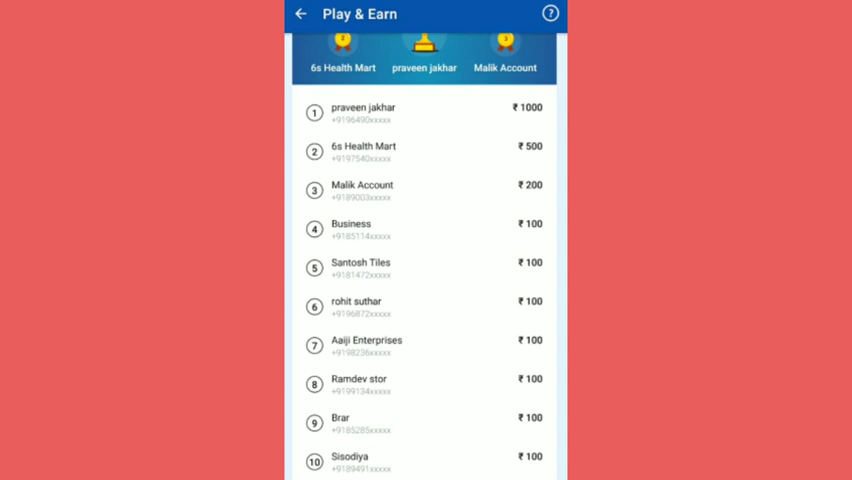 Play & Earn
?
2
3
6s Health Mart praveen jakhar Malik Account
1 praveen jakhar ₹ 1000
+9196490xxxxx
2 6s Health Mart ₹ 500
+9197540xxxxx
3 Malik Account ₹ 200
+9189003xxxxx
4 Business ₹ 100
+9185114xxxxx
5 Santosh Tiles ₹ 100
+9181472xxxxx
6 rohit suthar ₹ 100
+9196872xxxxx
7 Aaiji Enterprises ₹ 100
+9198236xxxxx
8 Ramdev stor ₹ 100
+9199134xxxxx
9 Brar ₹ 100
+9185285xxxxx
10 Sisodiya ₹ 100
+9189491xxxxx